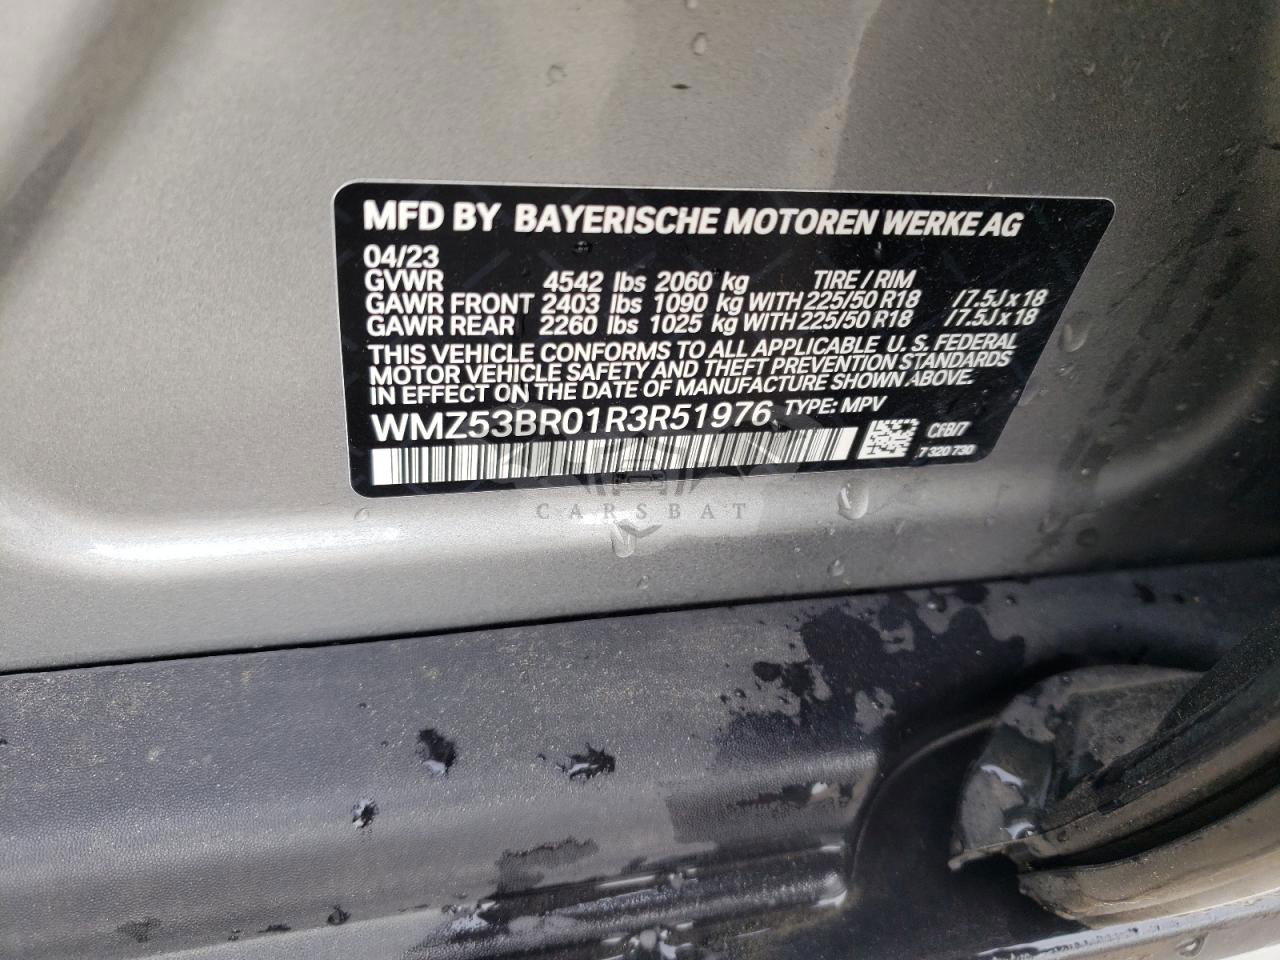 MFD BY BAYERISCHE MOTOREN WERKE AG
04/23
GVWR 4542 lbs 2060 kg TIRE / RIM
GAWR FRONT 2403 lbs 1090 kg WITH 225/50 R18 / 7.5J x 18
GAWR REAR 2260 lbs 1025 kg WITH 225/50 R18 / 7.5J x 18
THIS VEHICLE CONFORMS TO ALL APPLICABLE U. S. FEDERAL
MOTOR VEHICLE SAFETY AND THEFT PREVENTION STANDARDS
IN EFFECT ON THE DATE OF MANUFACTURE SHOWN ABOVE.
WMZ53BR01R3R51976 TYPE: MPV
CfB/7
7 320 730
CARSBAT